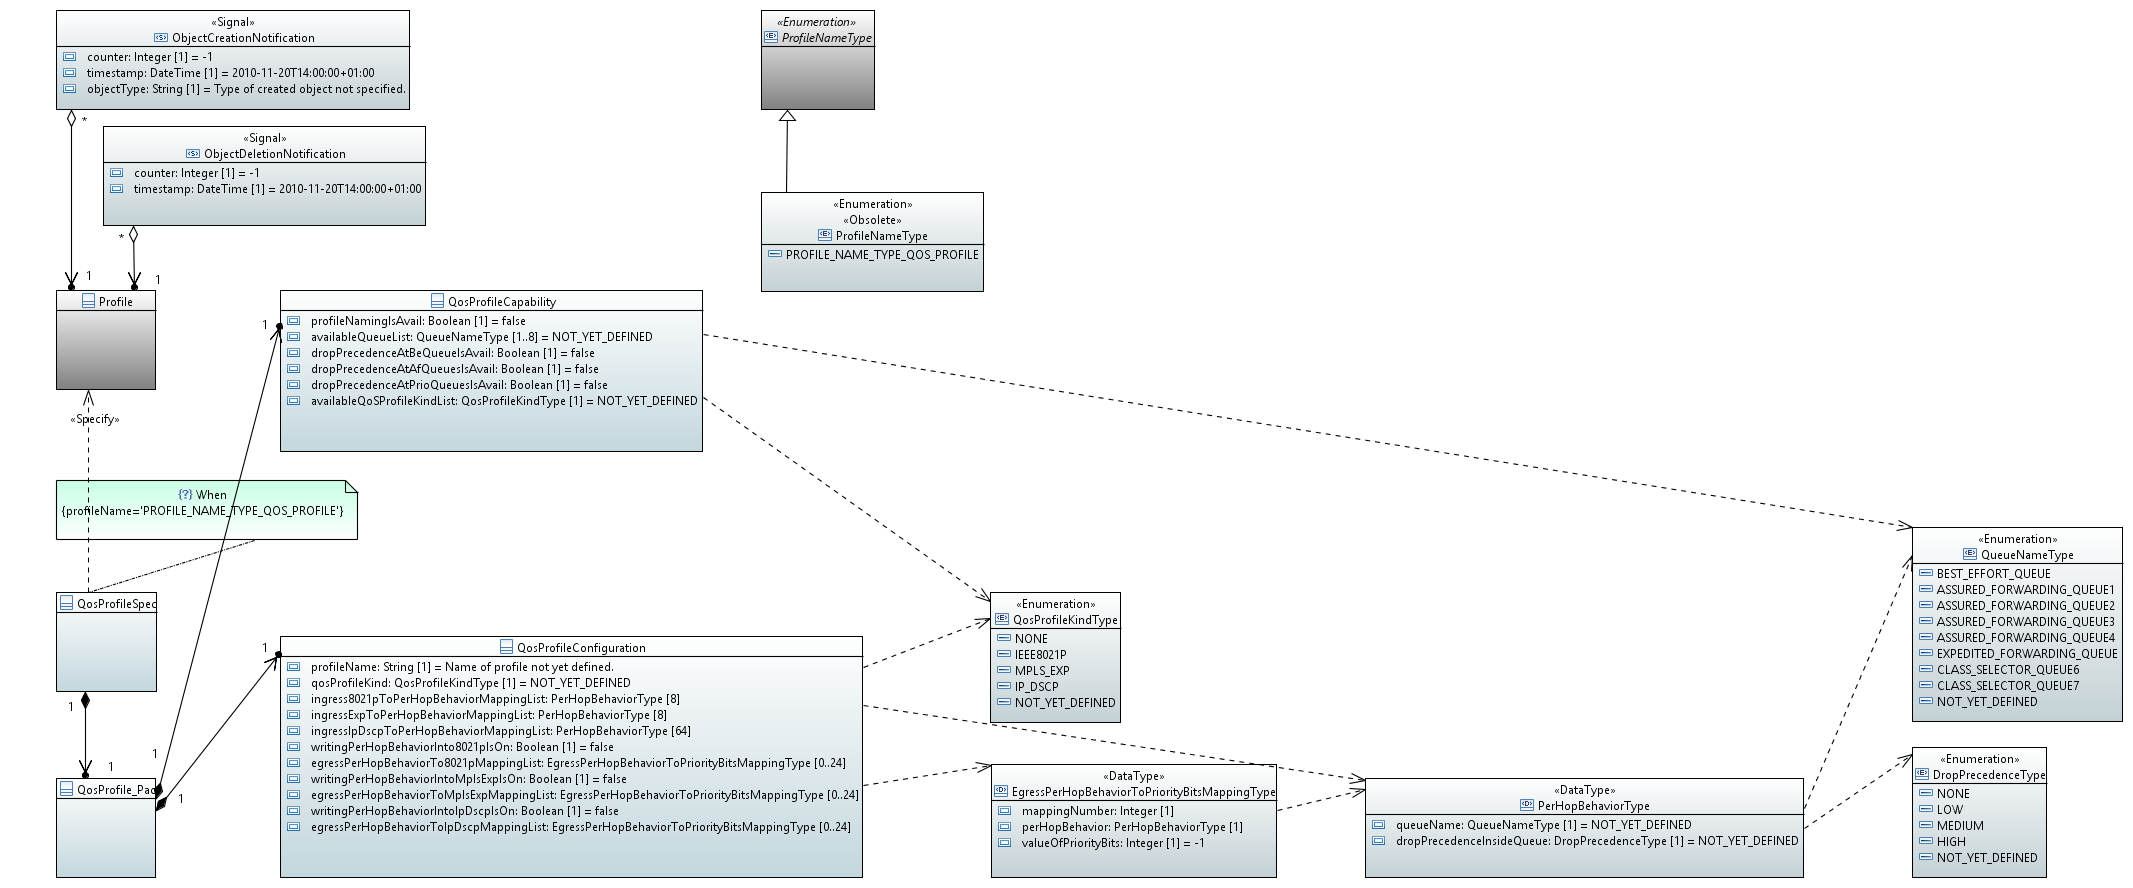 «Signal»
ObjectCreationNotification
counter: Integer [1] = -1
timestamp: DateTime [1] = 2010-11-20T14:00:00+01:00
objectType: String [1] = Type of created object not specified.
*
«Signal»
ObjectDeletionNotification
counter: Integer [1] = -1
timestamp: DateTime [1] = 2010-11-20T14:00:00+01:00
*
1
1
Profile
«Enumeration»
ProfileNameType
«Enumeration»
«Obsolete»
ProfileNameType
PROFILE_NAME_TYPE_QOS_PROFILE
1
QosProfileCapability
profileNamingIsAvail: Boolean [1] = false
availableQueueList: QueueNameType [1..8] = NOT_YET_DEFINED
dropPrecedenceAtBeQueueIsAvail: Boolean [1] = false
dropPrecedenceAtAfQueuesIsAvail: Boolean [1] = false
dropPrecedenceAtPrioQueuesIsAvail: Boolean [1] = false
availableQoSProfileKindList: QosProfileKindType [1] = NOT_YET_DEFINED
«Specify»
{?} When
{profileName='PROFILE_NAME_TYPE_QOS_PROFILE'}
QosProfileSpec
1
1
QosProfile_Pac
1
1
1
QosProfileConfiguration
profileName: String [1] = Name of profile not yet defined.
qosProfileKind: QosProfileKindType [1] = NOT_YET_DEFINED
ingress8021pToPerHopBehaviorMappingList: PerHopBehaviorType [8]
ingressExpToPerHopBehaviorMappingList: PerHopBehaviorType [8]
ingressIpDscpToPerHopBehaviorMappingList: PerHopBehaviorType [64]
writingPerHopBehaviorInto8021pIsOn: Boolean [1] = false
egressPerHopBehaviorTo8021pMappingList: EgressPerHopBehaviorToPriorityBitsMappingType [0..24]
writingPerHopBehaviorIntoMplsExpIsOn: Boolean [1] = false
egressPerHopBehaviorToMplsExpMappingList: EgressPerHopBehaviorToPriorityBitsMappingType [0..24]
writingPerHopBehaviorIntoIpDscpIsOn: Boolean [1] = false
egressPerHopBehaviorToIpDscpMappingList: EgressPerHopBehaviorToPriorityBitsMappingType [0..24]
«Enumeration»
QosProfileKindType
NONE
IEEE8021P
MPLS_EXP
IP_DSCP
NOT_YET_DEFINED
«DataType»
EgressPerHopBehaviorToPriorityBitsMappingType
mappingNumber: Integer [1]
perHopBehavior: PerHopBehaviorType [1]
valueOfPriorityBits: Integer [1] = -1
«DataType»
PerHopBehaviorType
queueName: QueueNameType [1] = NOT_YET_DEFINED
dropPrecedenceInsideQueue: DropPrecedenceType [1] = NOT_YET_DEFINED
«Enumeration»
QueueNameType
BEST_EFFORT_QUEUE
ASSURED_FORWARDING_QUEUE1
ASSURED_FORWARDING_QUEUE2
ASSURED_FORWARDING_QUEUE3
ASSURED_FORWARDING_QUEUE4
EXPEDITED_FORWARDING_QUEUE
CLASS_SELECTOR_QUEUE6
CLASS_SELECTOR_QUEUE7
NOT_YET_DEFINED
«Enumeration»
DropPrecedenceType
NONE
LOW
MEDIUM
HIGH
NOT_YET_DEFINED